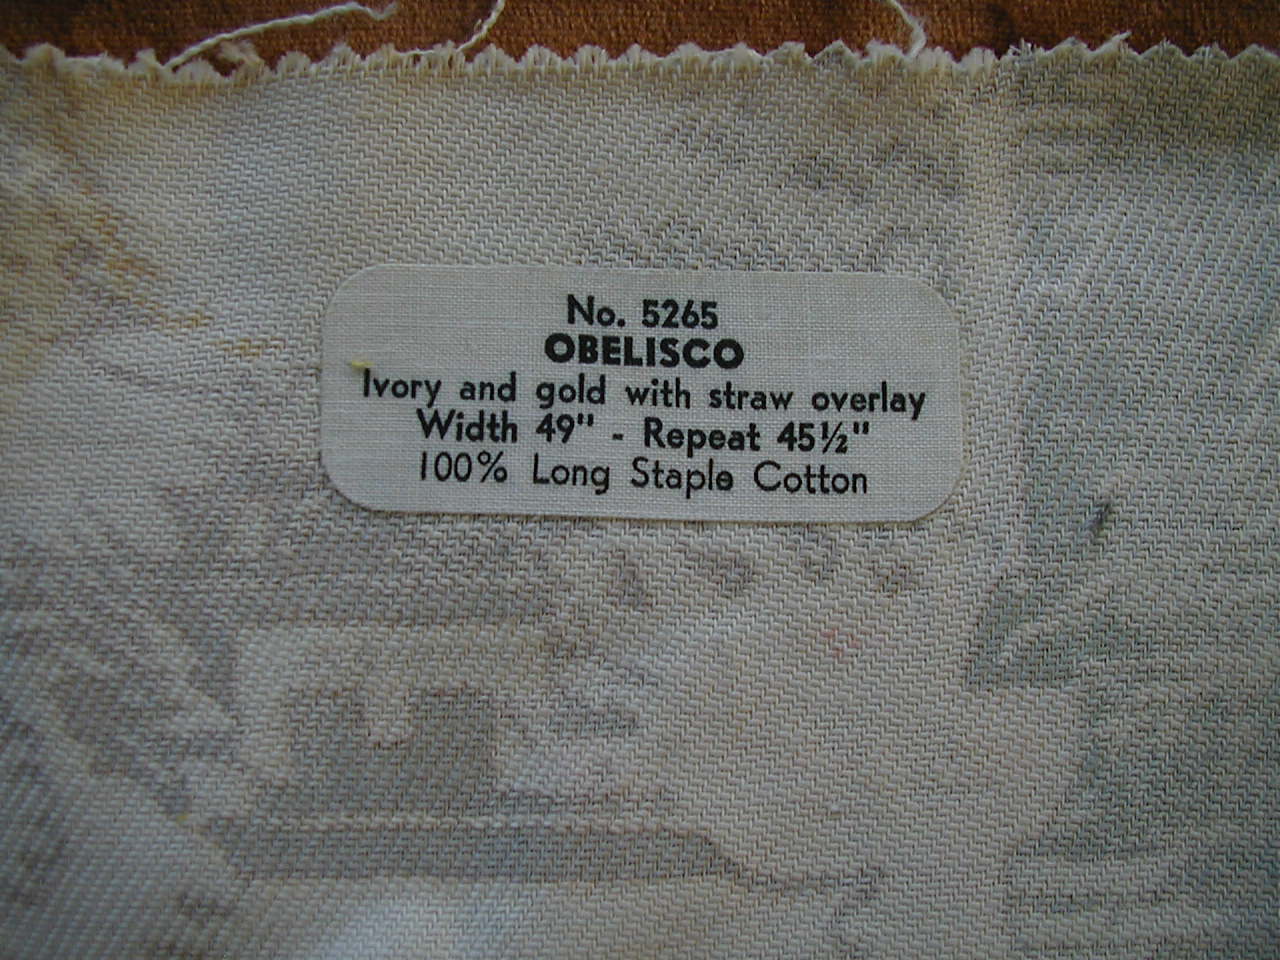 No. 5265
OBELISCO
Ivory and gold with straw overlay
Width 49" - Repeat 45½"
100% Long Staple Cotton